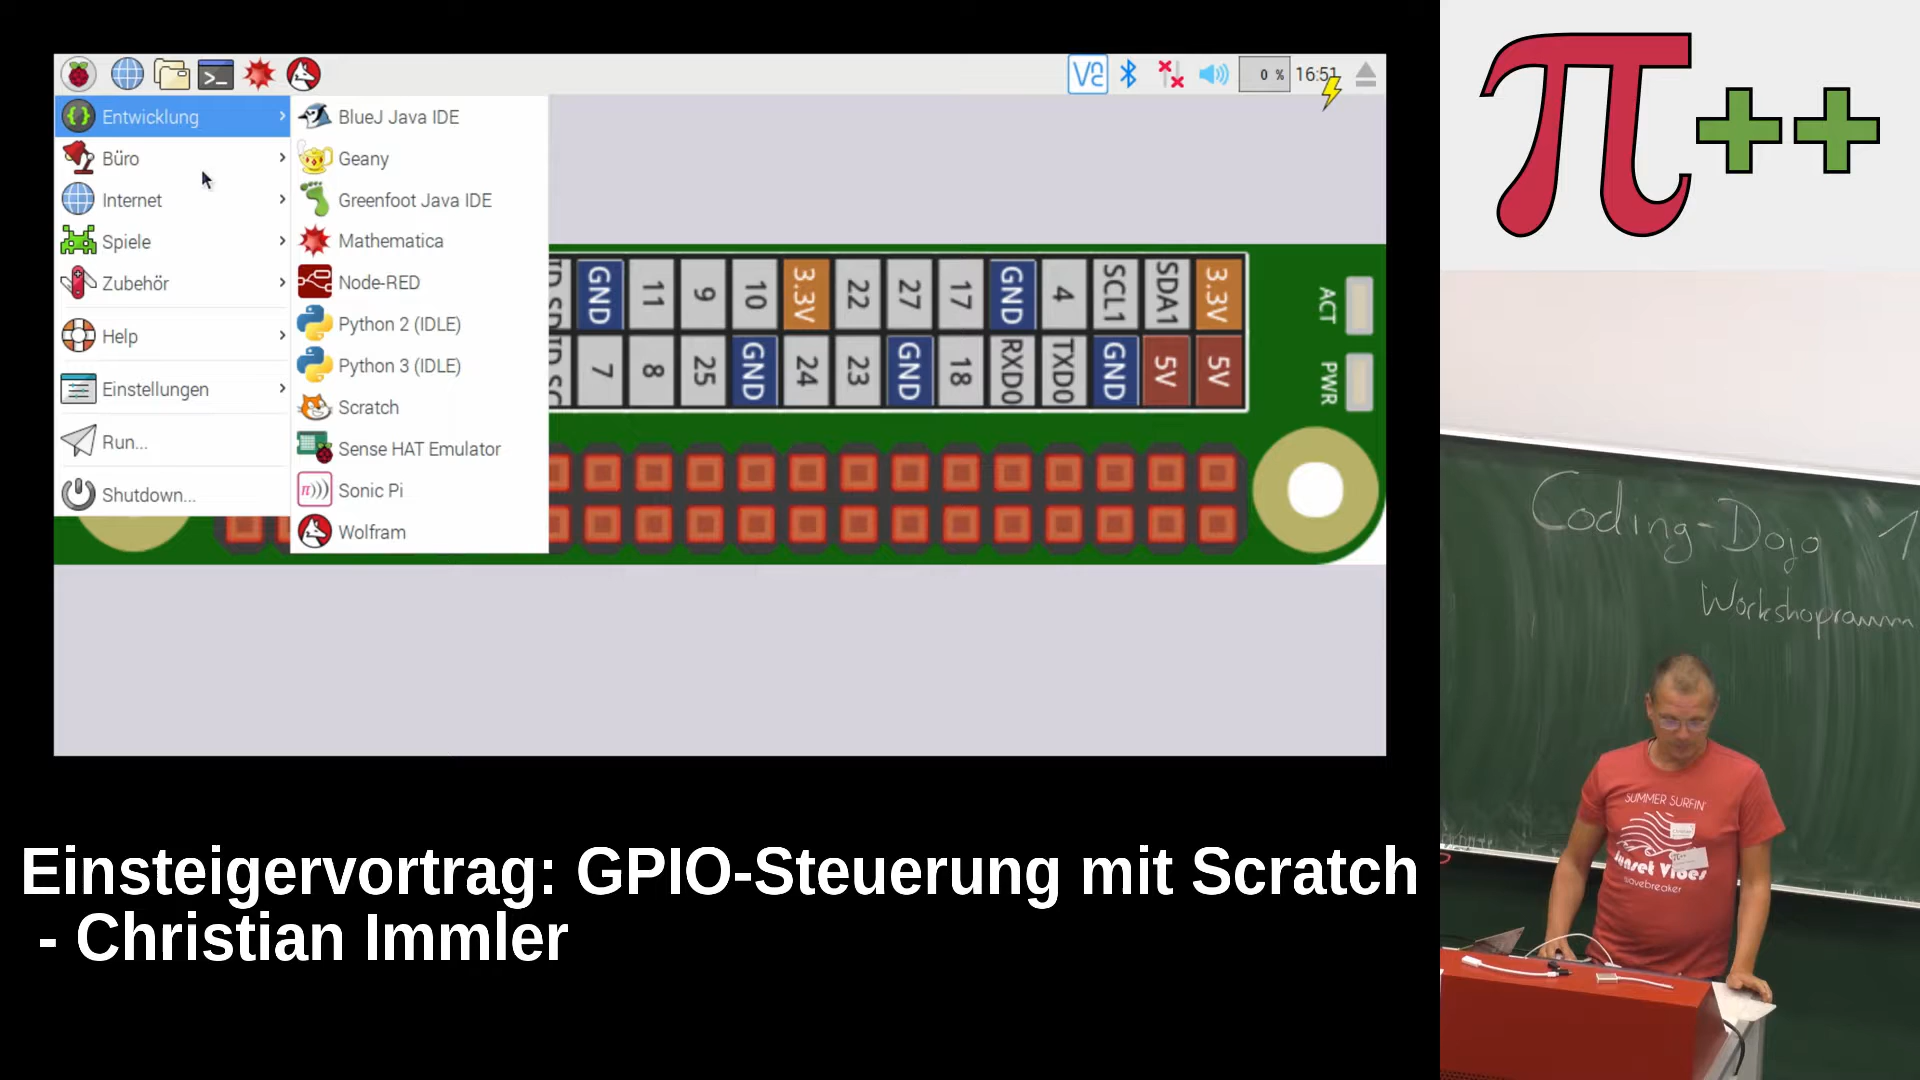 0 %
16:51
Entwicklung
Büro
Internet
Spiele
Zubehör
Help
Einstellungen
Run...
Shutdown...
BlueJ Java IDE
Geany
Greenfoot Java IDE
Mathematica
Node-RED
Python 2 (IDLE)
Python 3 (IDLE)
Scratch
Sense HAT Emulator
Sonic Pi
Wolfram
GND 11 9 10 3.3V 22 27 17 GND 4 SCL1 SDA1 3.3V
7 8 25 GND 24 23 GND 18 RXD0 TXD0 GND 5V 5V
ACT
PWR
π++
Coding-Dojo 1
Workshopraum
SUMMER SURFIN'
Sunset Vibes
wavebreaker
Einsteigervortrag: GPIO-Steuerung mit Scratch
- Christian Immler